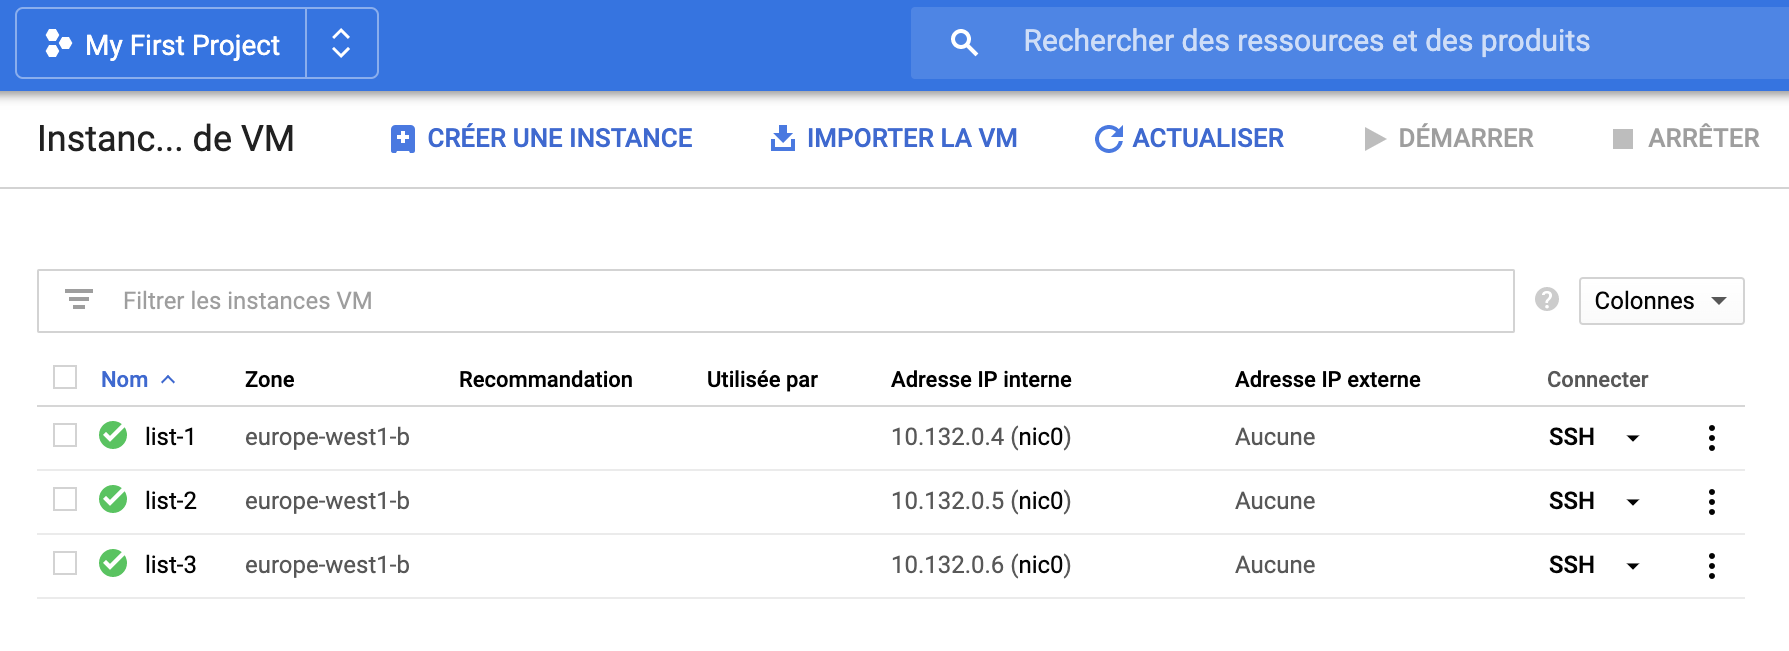 My First Project
Rechercher des ressources et des produits
Instanc... de VM CRÉER UNE INSTANCE IMPORTER LA VM ACTUALISER DÉMARRER ARRÊTER
Filtrer les instances VM ? Colonnes
Nom Zone Recommandation Utilisée par Adresse IP interne Adresse IP externe Connecter
list-1 europe-west1-b 10.132.0.4 (nic0) Aucune SSH
list-2 europe-west1-b 10.132.0.5 (nic0) Aucune SSH
list-3 europe-west1-b 10.132.0.6 (nic0) Aucune SSH